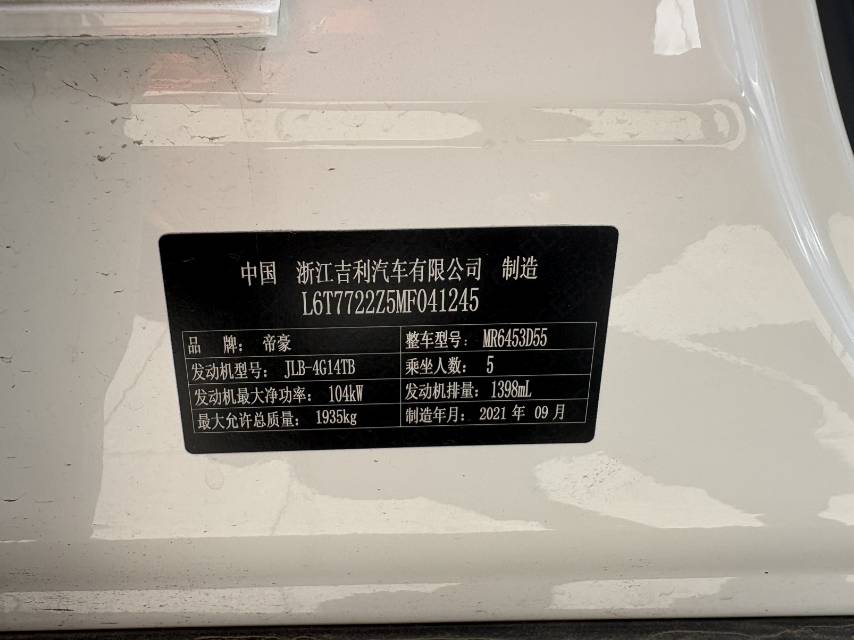 中国 浙江吉利汽车有限公司 制造
L6T7722Z5MF041245
品 牌: 帝豪 整车型号: MR6453D55
发动机型号: JLB-4G14TB 乘坐人数: 5
发动机最大净功率: 104kW 发动机排量: 1398mL
最大允许总质量: 1935kg 制造年月: 2021 年 09 月